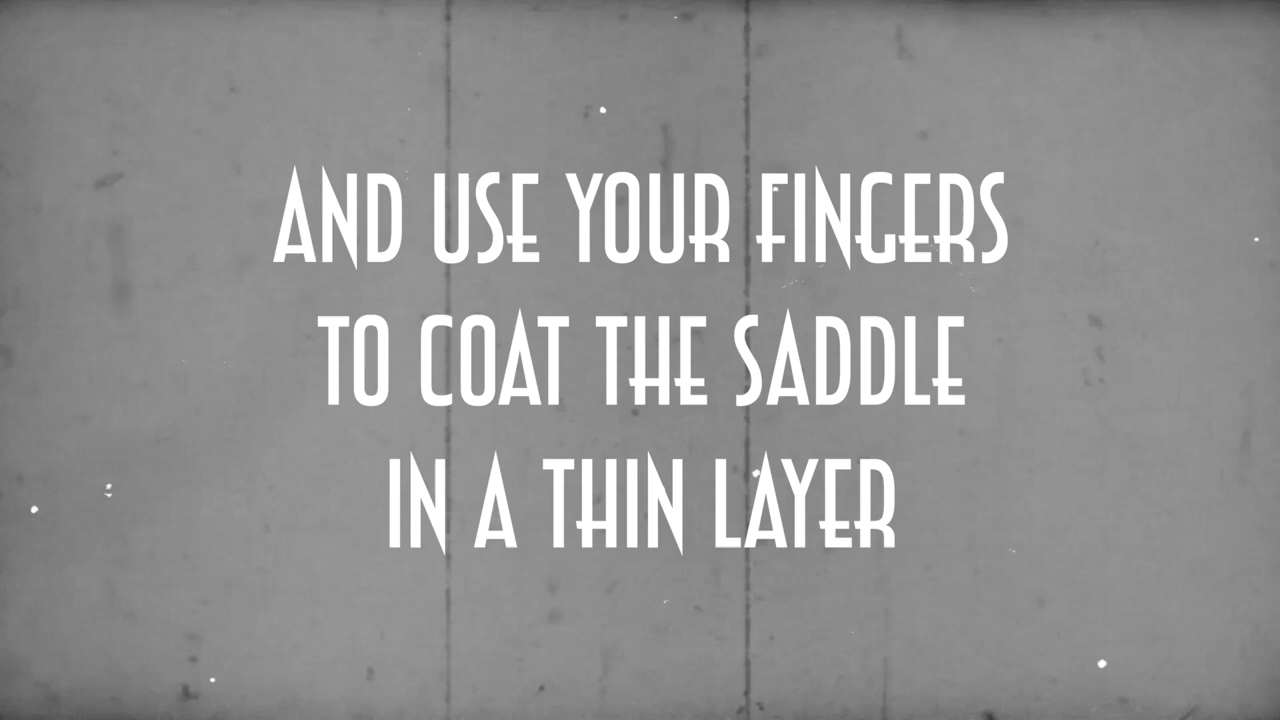 AND USE YOUR FINGERS
TO COAT THE SADDLE
IN A THIN LAYER